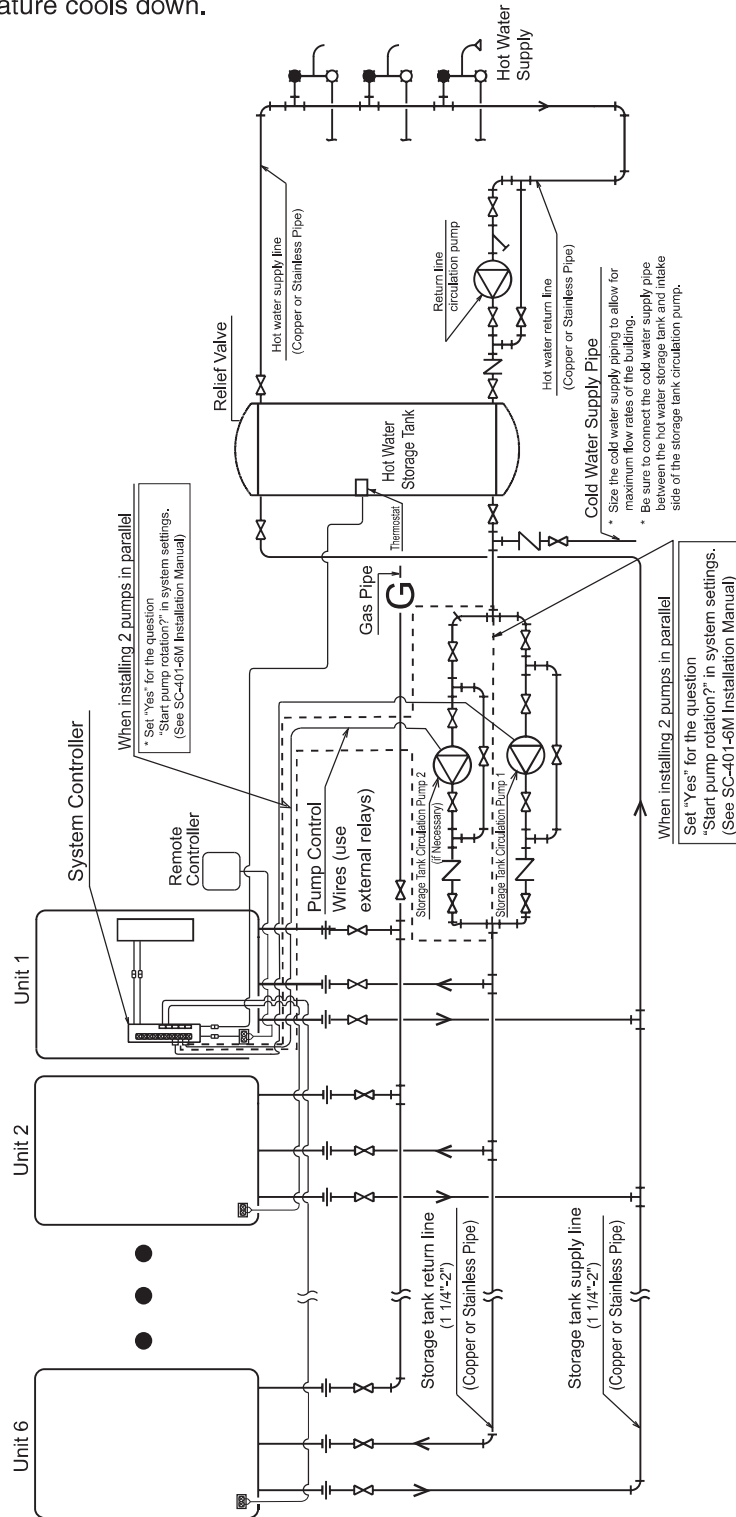 ature cools down.
Unit 6
Unit 2
Unit 1
System Controller
When installing 2 pumps in parallel
* Set "Yes" for the question
"Start pump rotation?" in system settings.
(See SC-401-6M Installation Manual)
Remote
Controller
Pump Control
Wires (use
external relays)
Gas Pipe
G
Relief Valve
Hot Water
Storage Tank
Thermostat
Hot water supply line
(Copper or Stainless Pipe)
Hot Water
Supply
Return line
circulation pump
Hot water return line
(Copper or Stainless Pipe)
Cold Water Supply Pipe
* Size the cold water supply piping to allow for
maximum flow rates of the building.
* Be sure to connect the cold water supply pipe
between the hot water storage tank and intake
side of the storage tank circulation pump.
Storage Tank Circulation Pump 2
(if Necessary)
Storage Tank Circulation Pump 1
When installing 2 pumps in parallel
Set "Yes" for the question
"Start pump rotation?" in system settings.
(See SC-401-6M Installation Manual)
Storage tank return line
(1 1/4"-2")
(Copper or Stainless Pipe)
Storage tank supply line
(1 1/4"-2")
(Copper or Stainless Pipe)